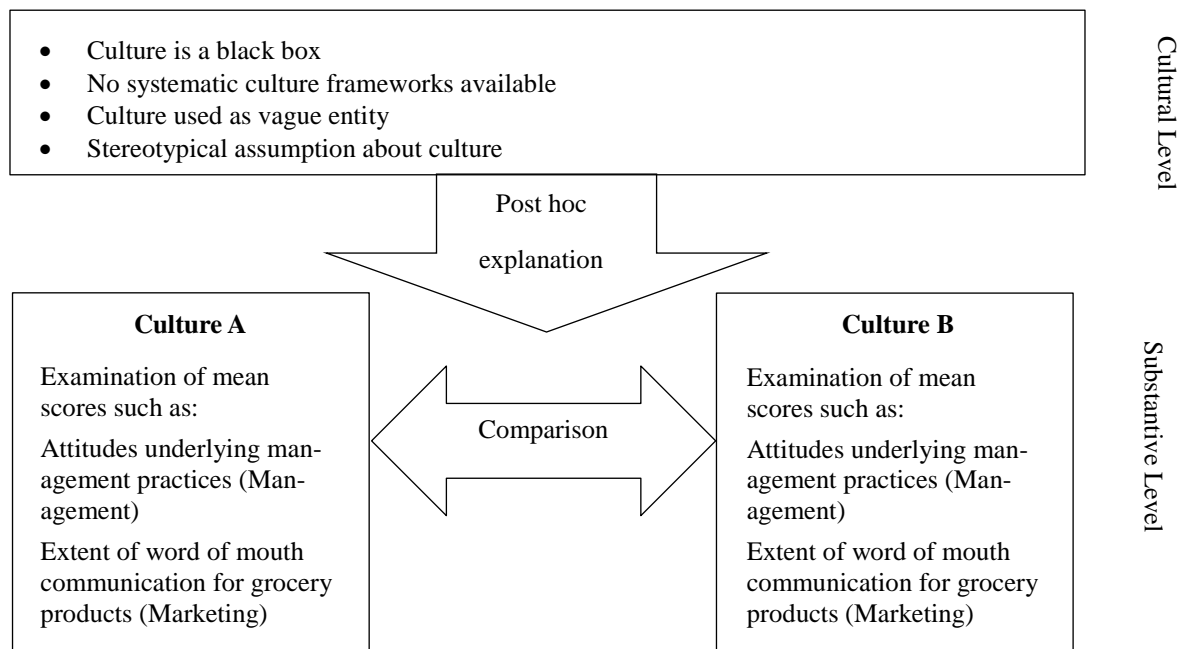 • Culture is a black box
• No systematic culture frameworks available
• Culture used as vague entity
• Stereotypical assumption about culture
Cultural Level
Post hoc
explanation
Culture A
Examination of mean
scores such as:
Attitudes underlying man-
agement practices (Man-
agement)
Extent of word of mouth
communication for grocery
products (Marketing)
Comparison
Culture B
Examination of mean
scores such as:
Attitudes underlying man-
agement practices (Man-
agement)
Extent of word of mouth
communication for grocery
products (Marketing)
Substantive Level